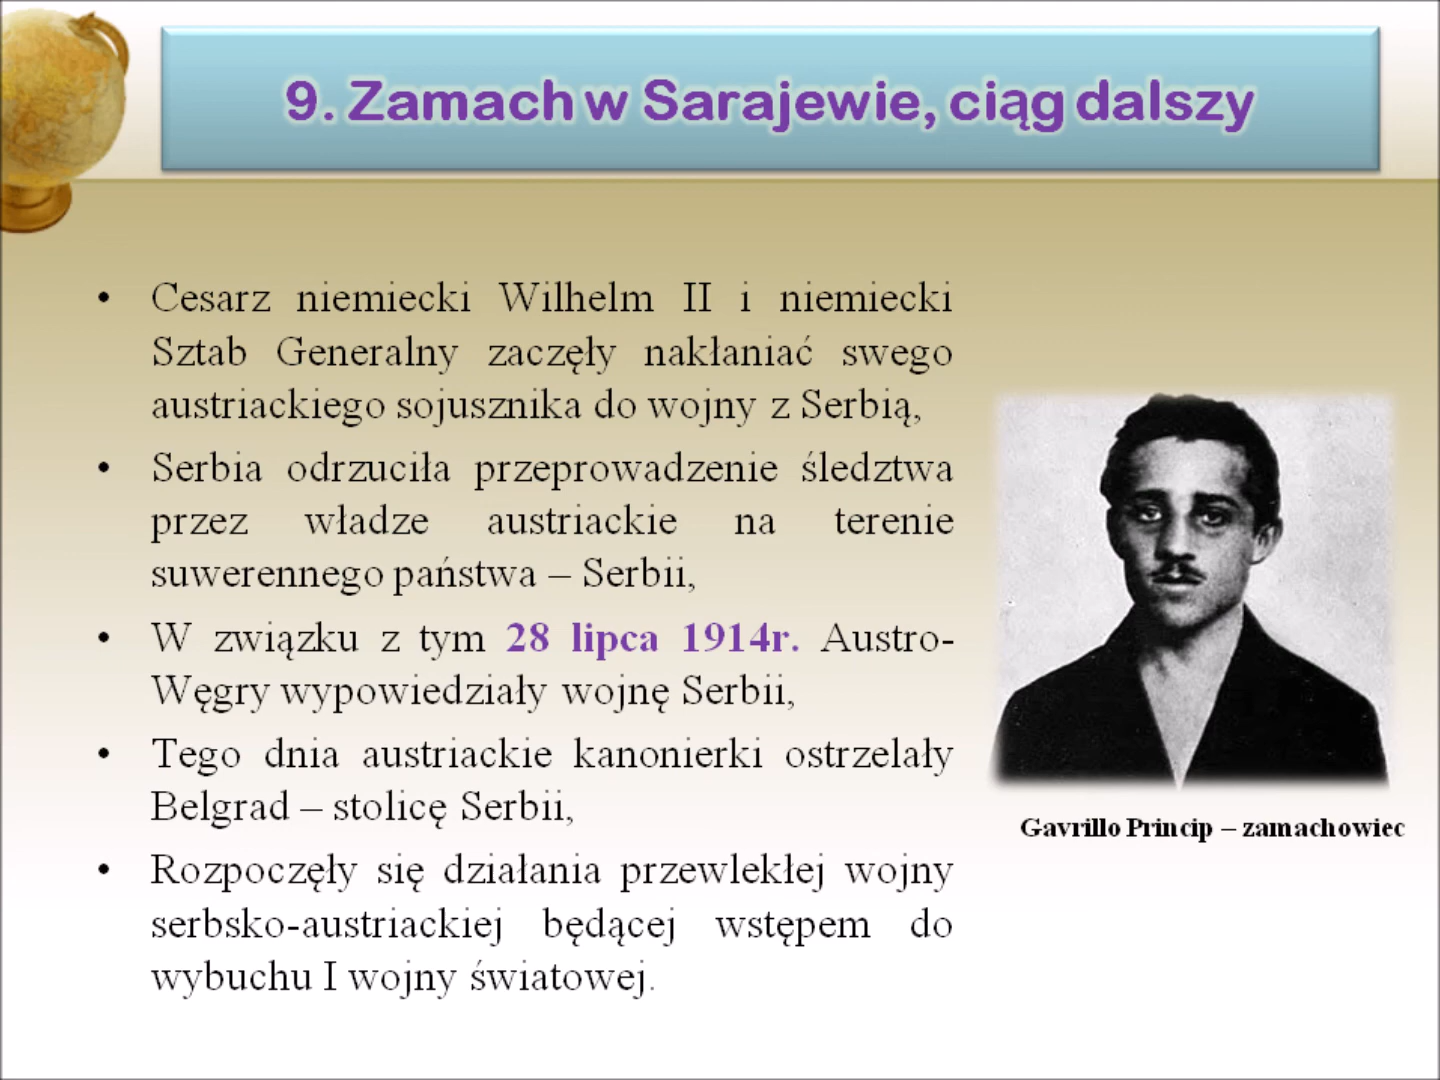 9. Zamach w Sarajewie, ciąg dalszy
• Cesarz niemiecki Wilhelm II i niemiecki
Sztab Generalny zaczęły nakłaniać swego
austriackiego sojusznika do wojny z Serbią,
• Serbia odrzuciła przeprowadzenie śledztwa
przez władze austriackie na terenie
suwerennego państwa – Serbii,
• W związku z tym 28 lipca 1914r. Austro-
Węgry wypowiedziały wojnę Serbii,
• Tego dnia austriackie kanonierki ostrzelały
Belgrad – stolicę Serbii,
• Rozpoczęły się działania przewlekłej wojny
serbsko-austriackiej będącej wstępem do
wybuchu I wojny światowej.
Gavrillo Princip – zamachowiec